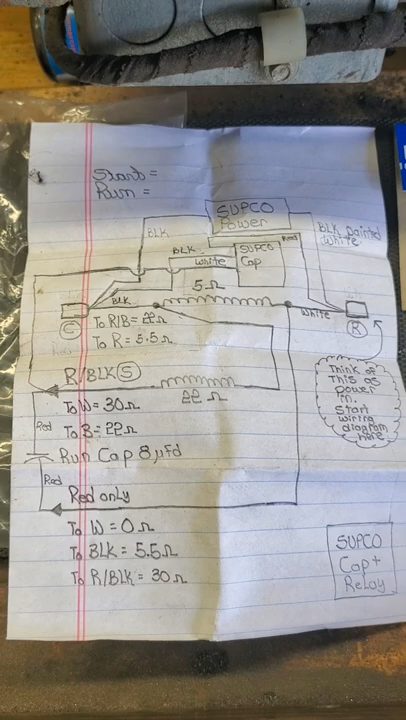 Start =
Run =
SUPCO
Power
BLK
BLK painted
white
Red
BLK
White
SUPCO
Cap
5Ω
BLK
White
C
R
To R/B = 22Ω
To R = 5.5Ω
R/BLK S
22 Ω
To W = 30Ω
To B = 22Ω
Red
Run Cap 8µfd
Red
Red only
To W = 0Ω
To BLK = 5.5Ω
To R/BLK = 30Ω
Think of
This as
power
in.
Start
wiring
diagram
here
SUPCO
Cap +
Relay